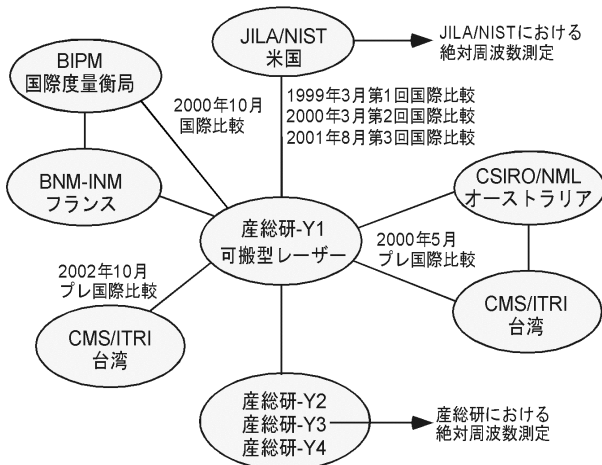 JILA/NIST
米国
JILA/NISTにおける
絶対周波数測定
BIPM
国際度量衡局
2000年10月
国際比較
1999年3月第1回国際比較
2000年3月第2回国際比較
2001年8月第3回国際比較
BNM-INM
フランス
CSIRO/NML
オーストラリア
産総研-Y1
可搬型レーザー
2000年5月
プレ国際比較
2002年10月
プレ国際比較
CMS/ITRI
台湾
CMS/ITRI
台湾
産総研-Y2
産総研-Y3
産総研-Y4
産総研における
絶対周波数測定